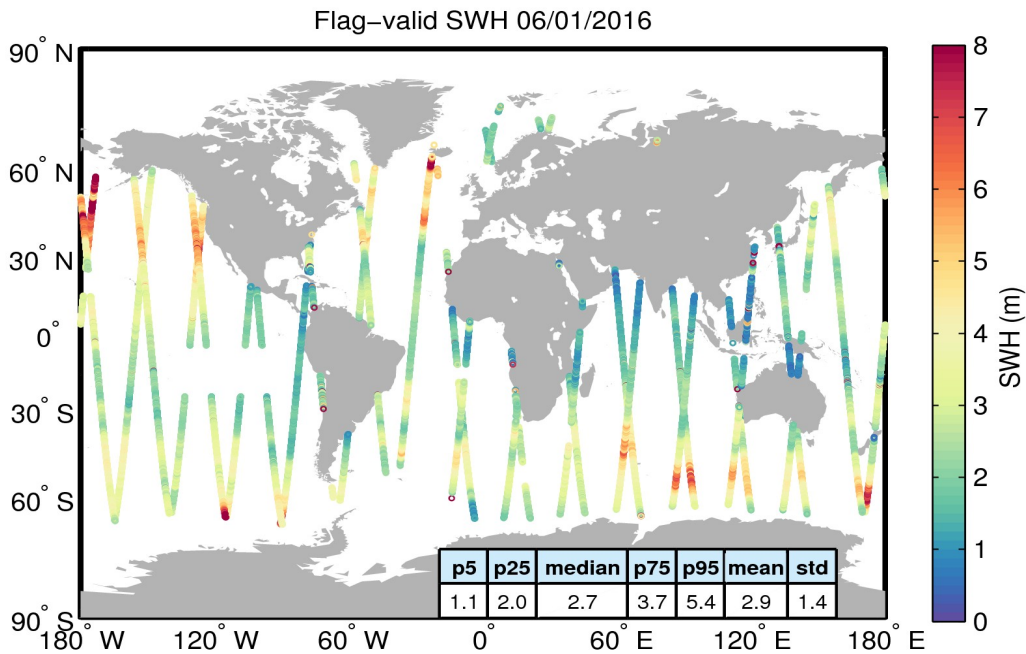 Flag−valid SWH 06/01/2016
90° N
60° N
30° N
0°
30° S
60° S
90° S
180° W
120° W
60° W
0°
60° E
120° E
180° E
p5 p25 median p75 p95 mean std
1.1 2.0 2.7 3.7 5.4 2.9 1.4
8
7
6
5
4
3
2
1
0
SWH (m)